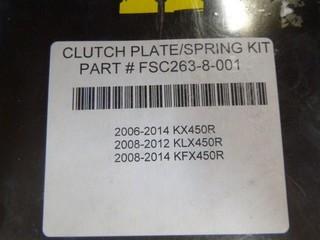 CLUTCH PLATE/SPRING KIT
PART # FSC263-8-001
2006-2014 KX450R
2008-2012 KLX450R
2008-2014 KFX450R